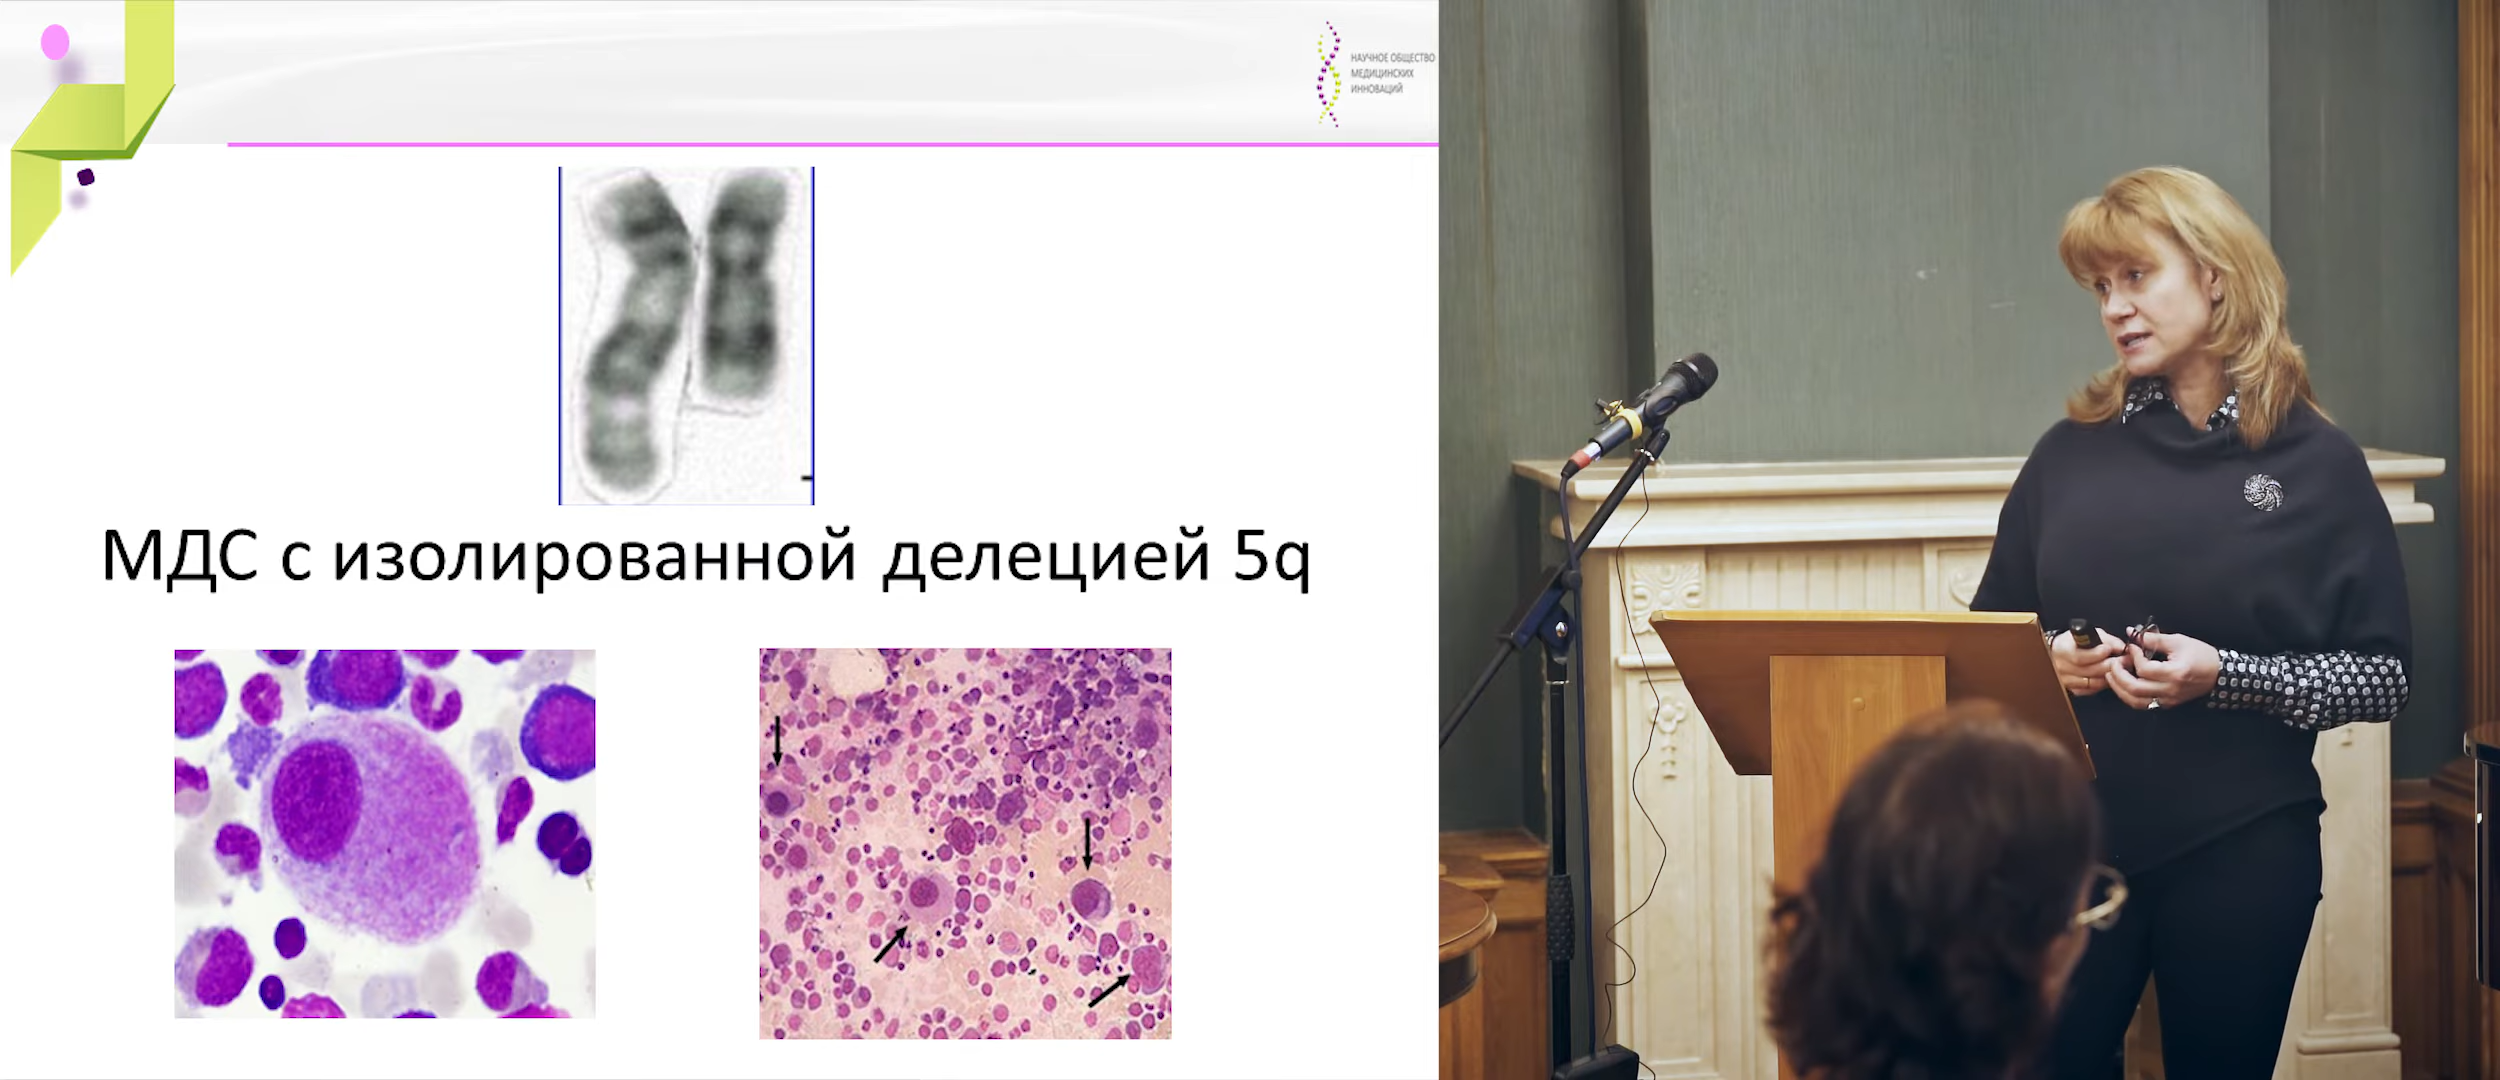 НАУЧНОЕ ОБЩЕСТВО
МЕДИЦИНСКИХ
ИННОВАЦИЙ
МДС с изолированной делецией 5q